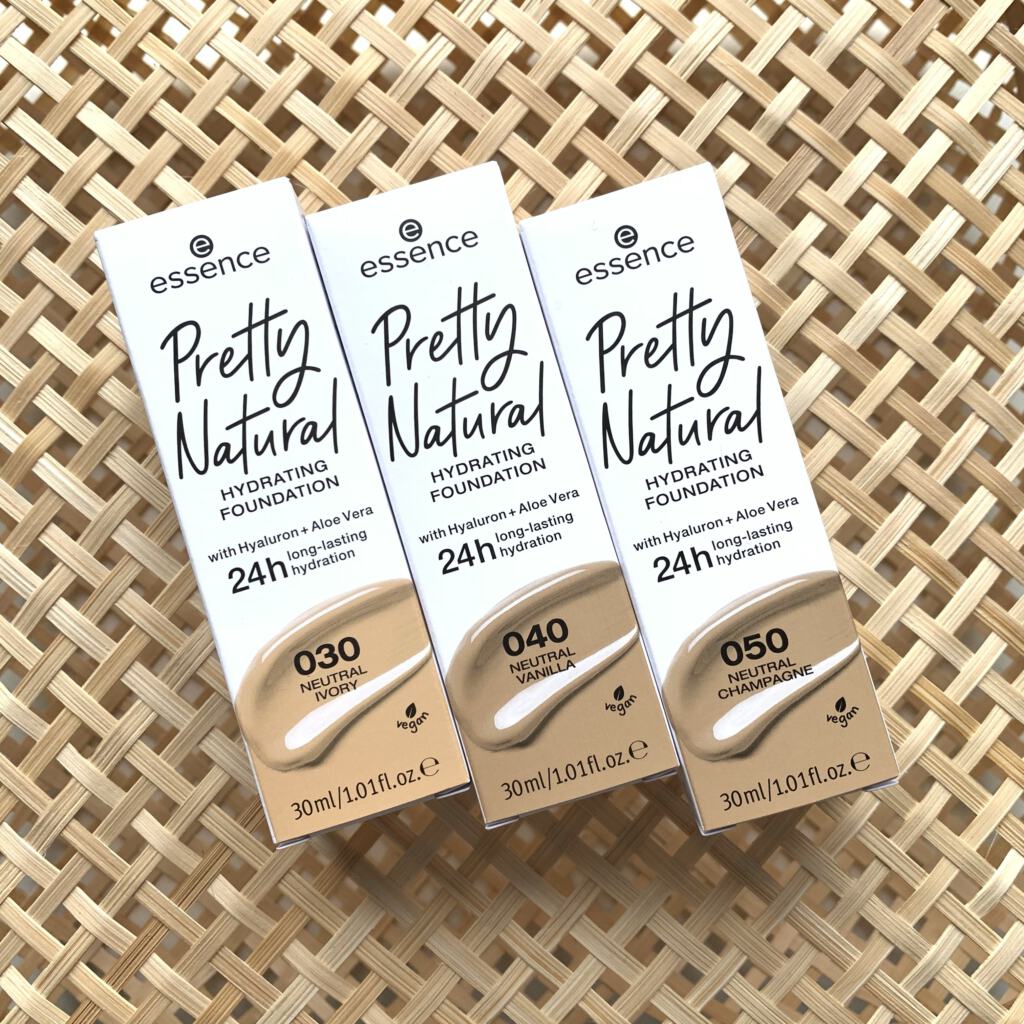 essence
Pretty
Natural
HYDRATING
FOUNDATION
with Hyaluron + Aloe Vera
24h long-lasting
hydration
030
NEUTRAL
IVORY
vegan
30ml/1.01fl.oz.℮
essence
Pretty
Natural
HYDRATING
FOUNDATION
with Hyaluron + Aloe Vera
24h long-lasting
hydration
040
NEUTRAL
VANILLA
vegan
30ml/1.01fl.oz.℮
essence
Pretty
Natural
HYDRATING
FOUNDATION
with Hyaluron + Aloe Vera
24h long-lasting
hydration
050
NEUTRAL
CHAMPAGNE
vegan
30ml/1.01fl.oz.℮